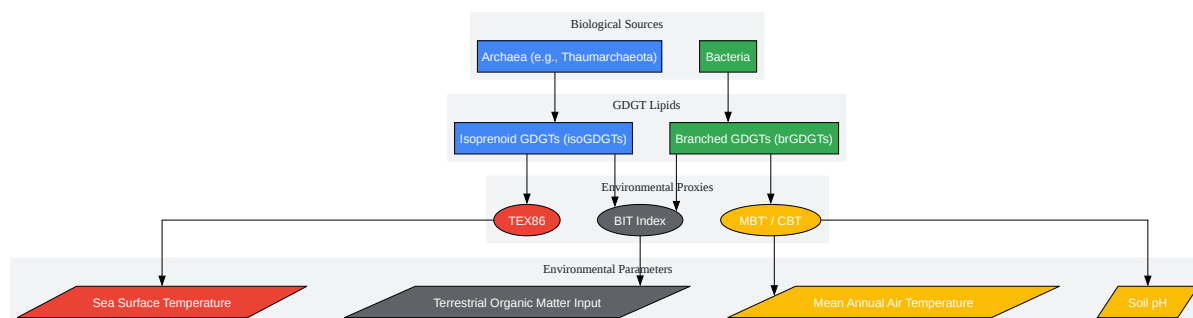 Biological Sources
Archaea (e.g., Thaumarchaeota)
Bacteria
GDGT Lipids
Isoprenoid GDGTs (isoGDGTs)
Branched GDGTs (brGDGTs)
Environmental Proxies
TEX86
BIT Index
MBT' / CBT
Environmental Parameters
Sea Surface Temperature
Terrestrial Organic Matter Input
Mean Annual Air Temperature
Soil pH